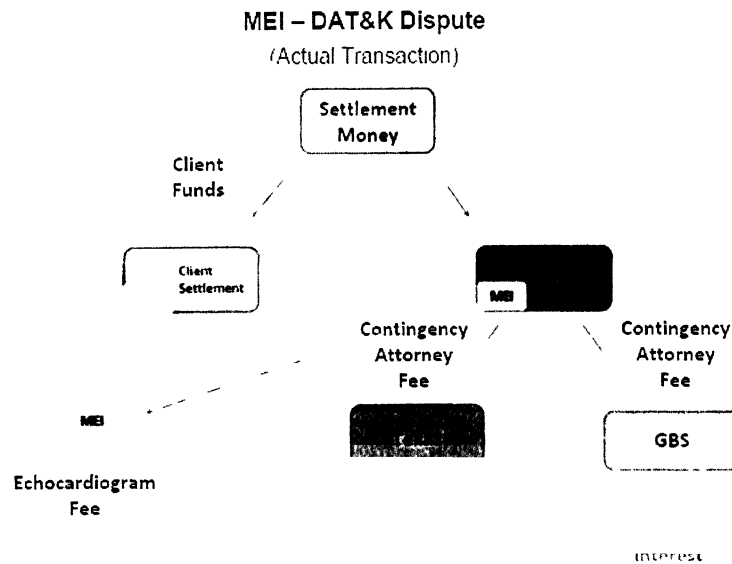 MEI – DAT&K Dispute
(Actual Transaction)
Settlement
Money
Client
Funds
Client
Settlement
MEI
Contingency
Attorney
Fee
Contingency
Attorney
Fee
MEI
GBS
Echocardiogram
Fee
Interest